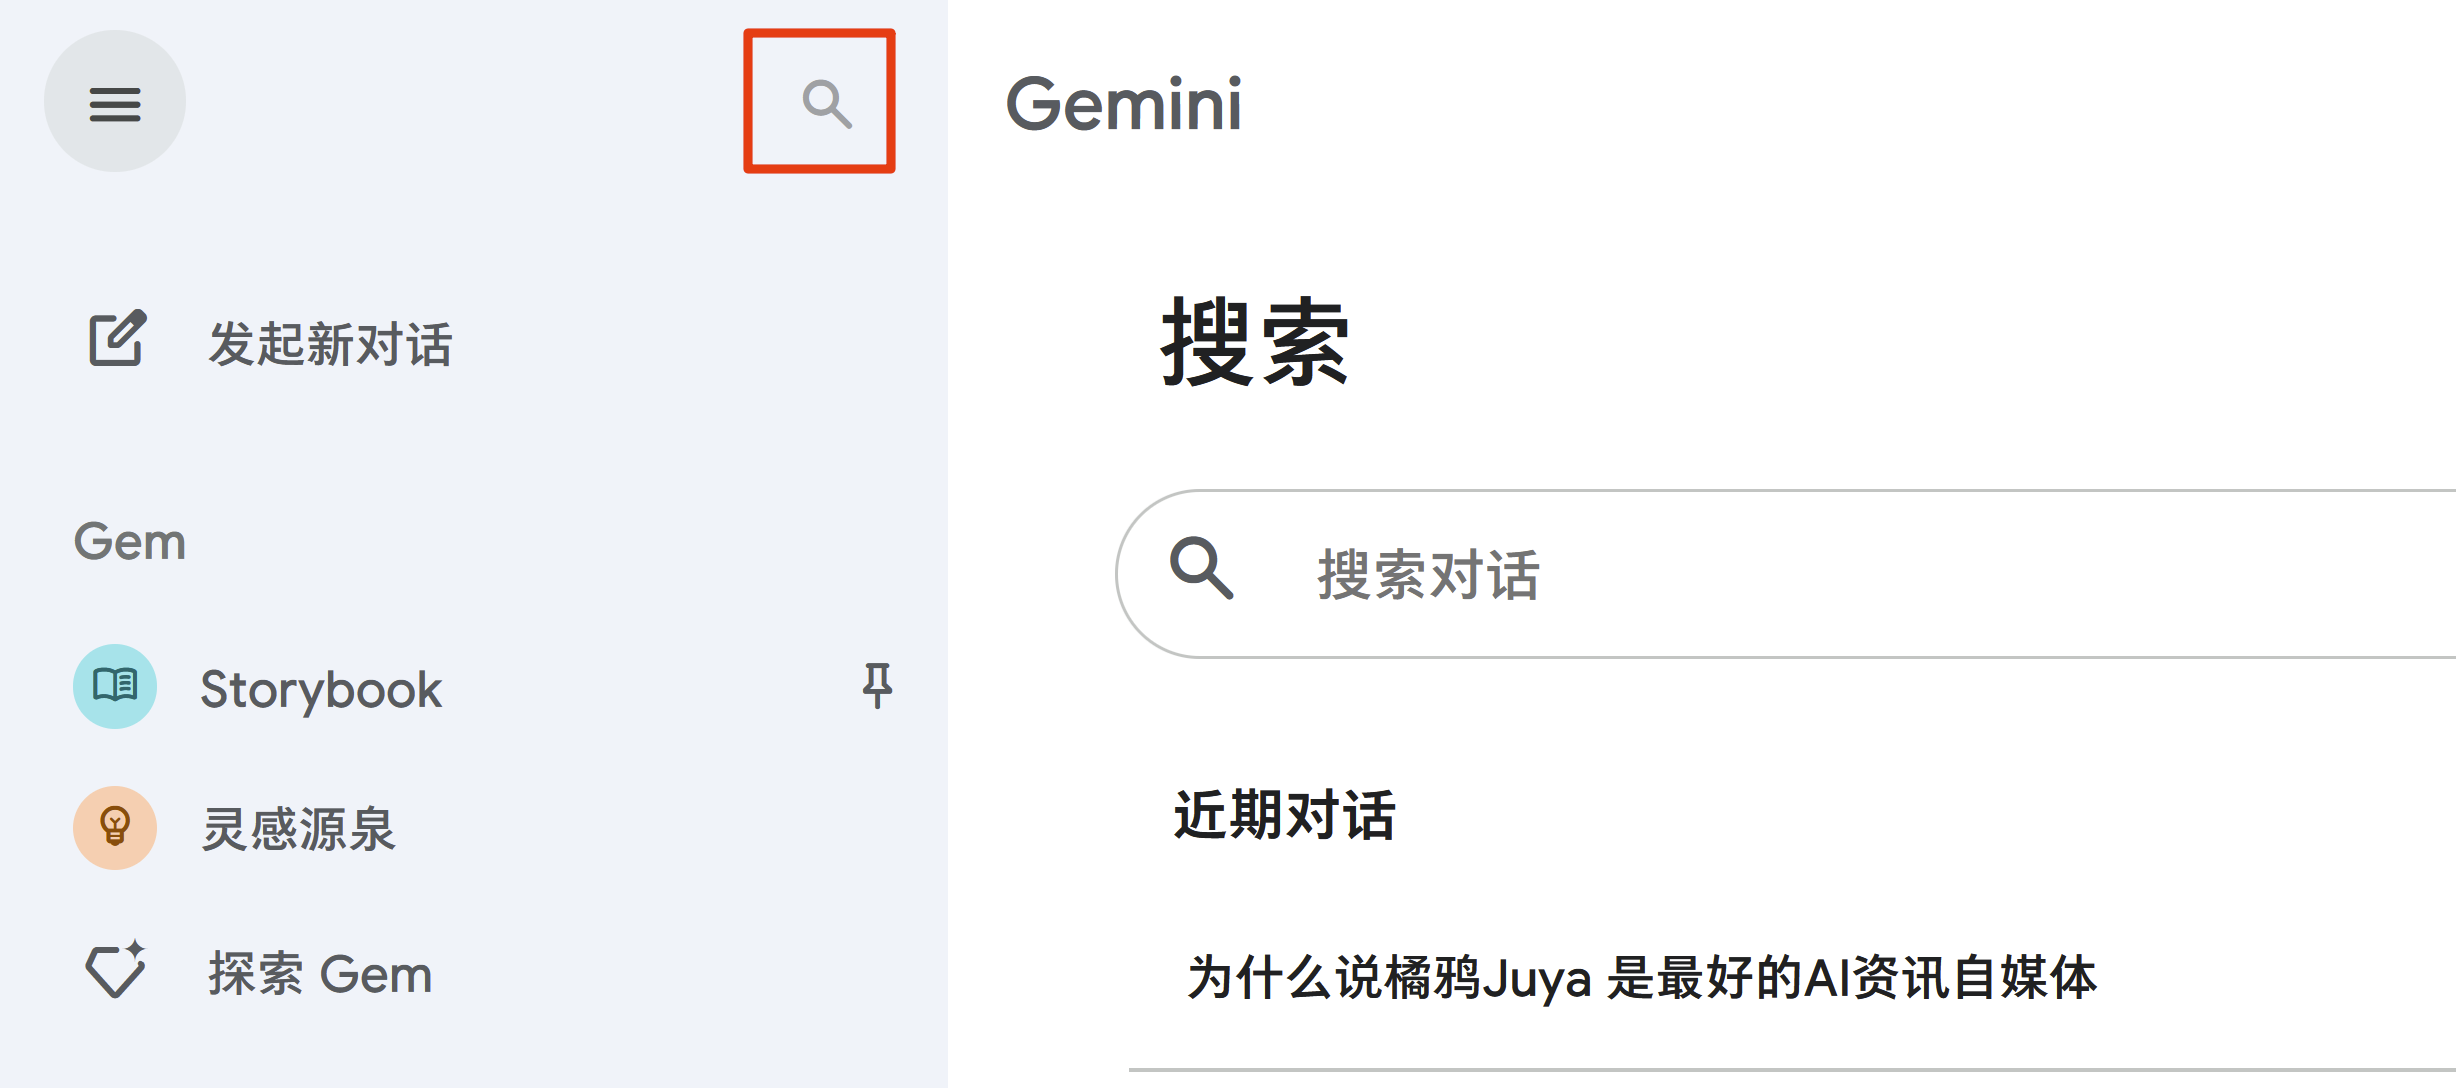 发起新对话
Gem
Storybook
灵感源泉
探索 Gem
Gemini
搜索
搜索对话
近期对话
为什么说橘鸦Juya 是最好的AI资讯自媒体